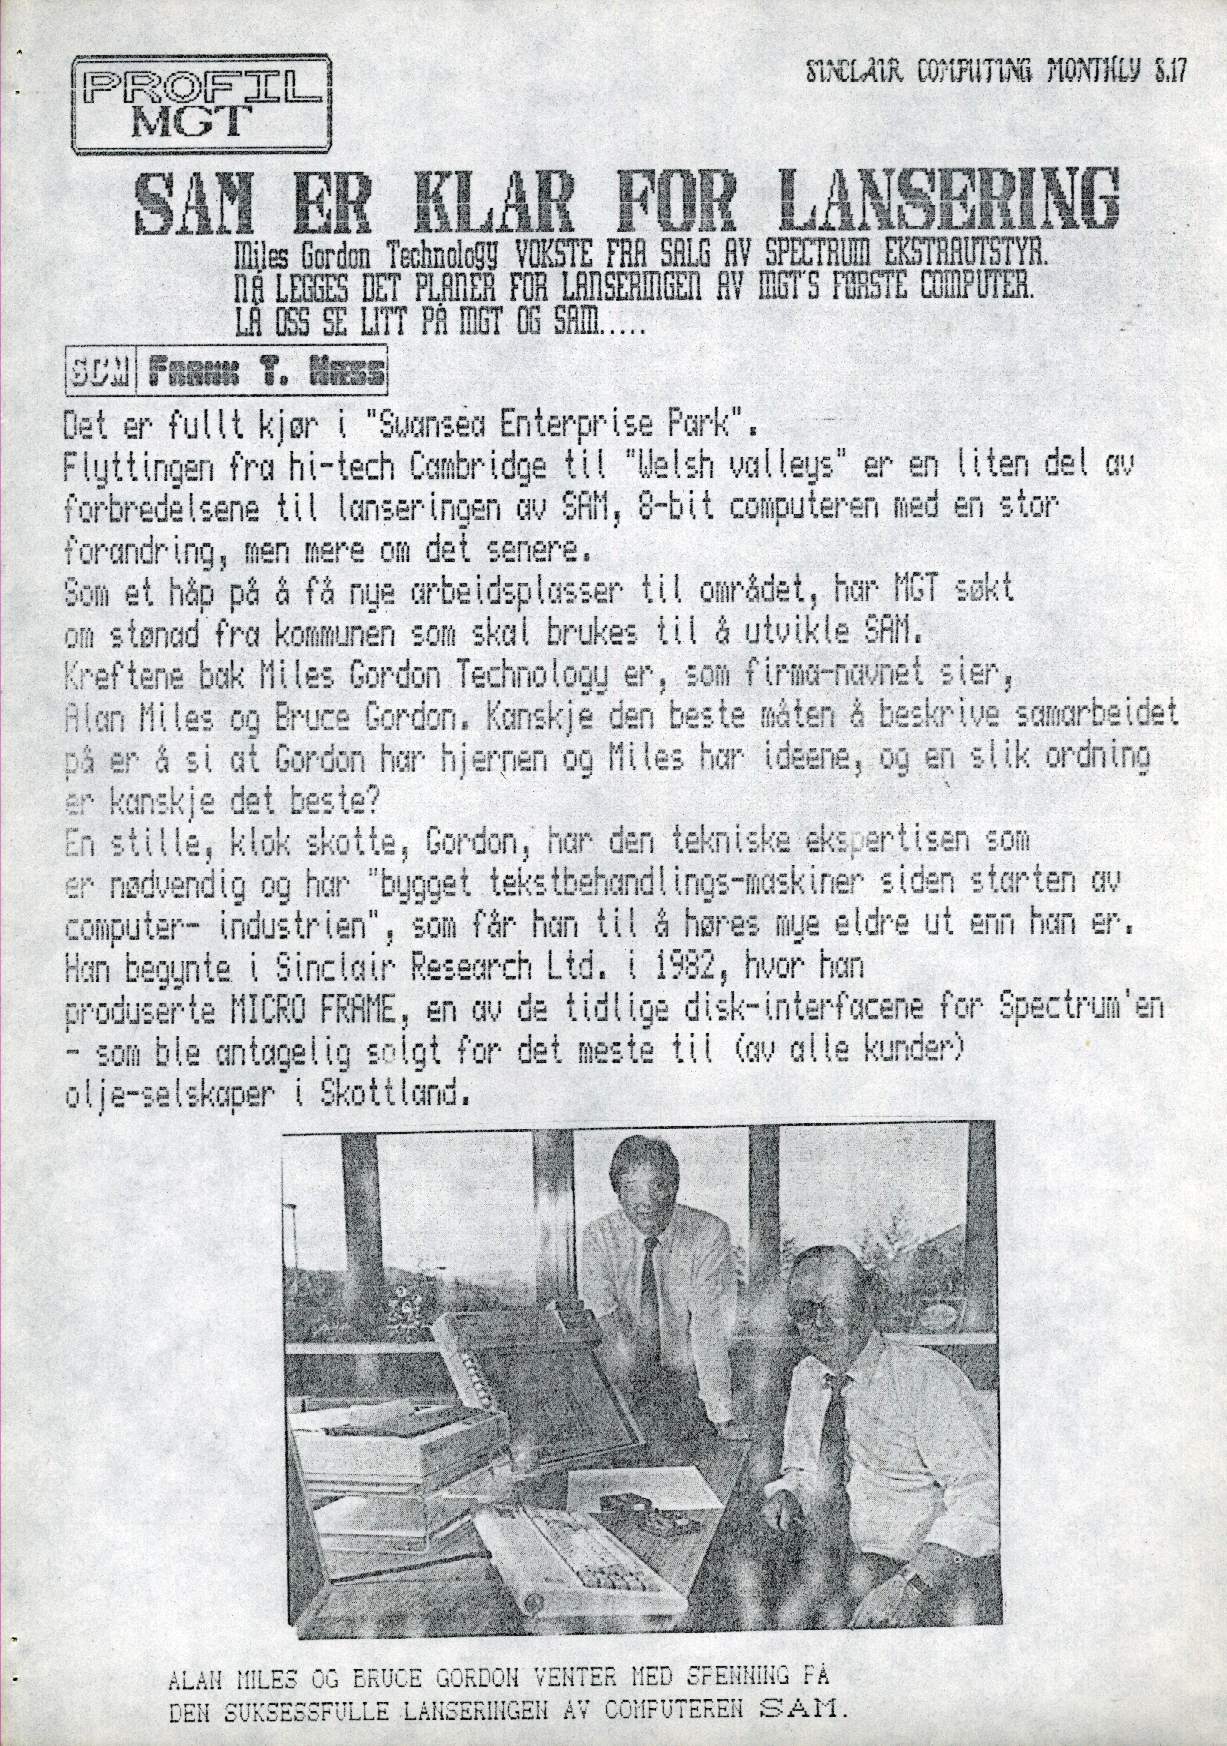 PROFIL
MGT
SINCLAIR COMPUTING MONTHLY S.17
SAM ER KLAR FOR LANSERING
Miles Gordon Technology VOKSTE FRA SALG AV SPECTRUM EKSTRAUTSTYR.
NÅ LEGGES DET PLANER FOR LANSERINGEN AV MGT'S FØRSTE COMPUTER.
LA OSS SE LITT PÅ MGT OG SAM.....
SCM FRANK T. NÆSS
Det er fullt kjør i "Swansea Enterprise Park".
Flyttingen fra hi-tech Cambridge til "Welsh valleys" er en liten del av
forbredelsene til lanseringen av SAM, 8-bit computeren med en stor
forandring, men mere om det senere.
Som et håp på å få nye arbeidsplasser til området, har MGT søkt
om stønad fra kommunen som skal brukes til å utvikle SAM.
Kreftene bak Miles Gordon Technology er, som firma-navnet sier,
Alan Miles og Bruce Gordon. Kanskje den beste måten å beskrive samarbeidet
på er å si at Gordon har hjernen og Miles har ideene, og en slik ordning
er kanskje det beste?
En stille, klok skotte, Gordon, har den tekniske ekspertisen som
er nødvendig og har "bygget tekstbehandlings-maskiner siden starten av
computer- industrien", som får han til å høres mye eldre ut enn han er.
Han begynte i Sinclair Research Ltd. i 1982, hvor han
produserte MICRO FRAME, en av de tidlige disk-interfacene for Spectrum'en
- som ble antagelig solgt for det meste til (av alle kunder)
olje-selskaper i Skottland.
ALAN MILES OG BRUCE GORDON VENTER MED SPENNING PÅ
DEN SUKSESSFULLE LANSERINGEN AV COMPUTEREN SAM.